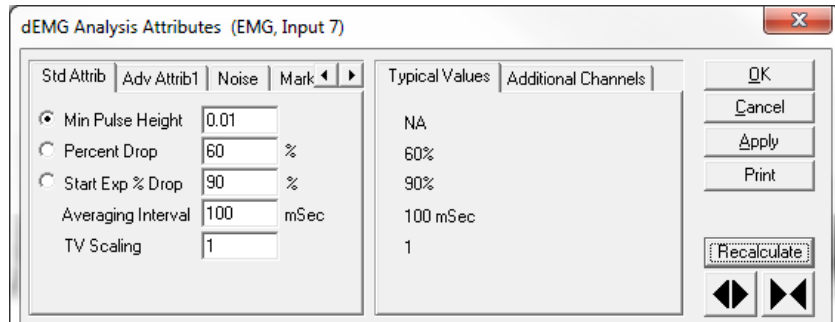 dEMG Analysis Attributes (EMG, Input 7)
Std Attrib Adv Attrib1 Noise Mark
Typical Values Additional Channels
OK
Cancel
Apply
Print
Min Pulse Height 0.01 NA
Percent Drop 60 % 60%
Start Exp % Drop 90 % 90%
Averaging Interval 100 mSec 100 mSec
TV Scaling 1 1
Recalculate